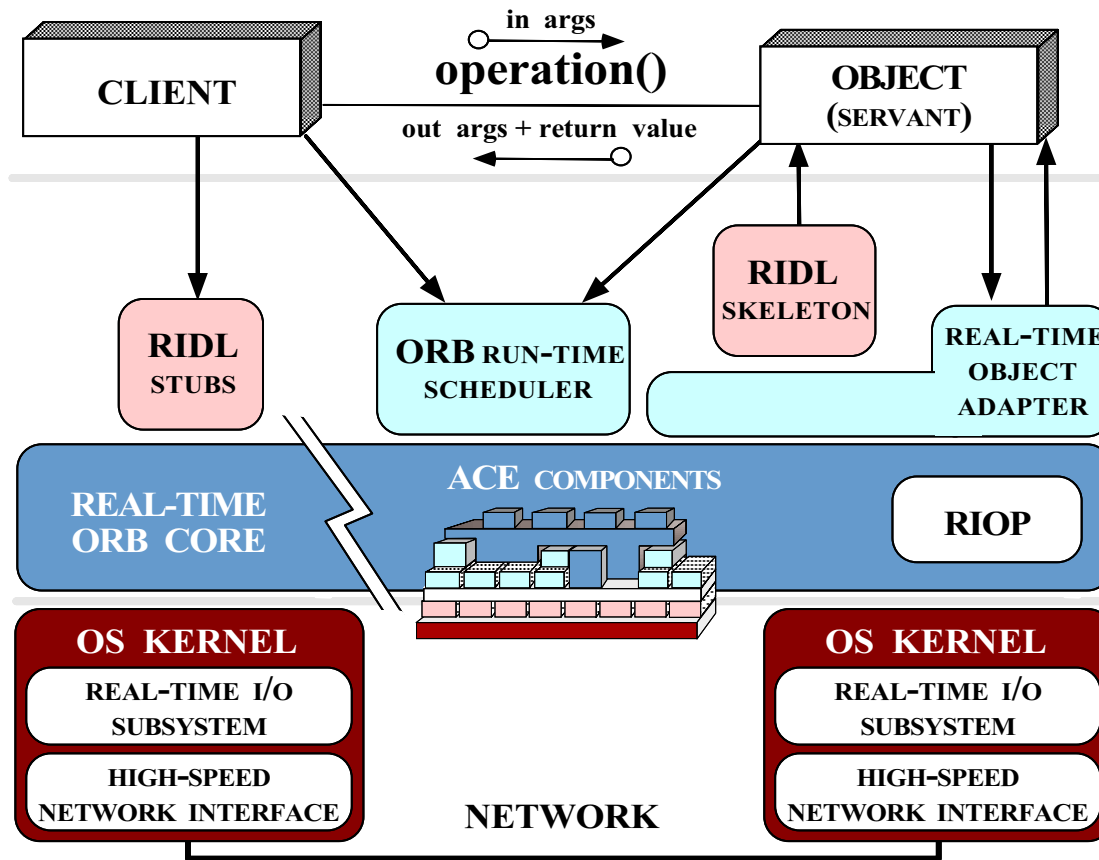 in args
operation()
out args + return value
CLIENT
OBJECT
(SERVANT)
RIDL
STUBS
ORB RUN-TIME
SCHEDULER
RIDL
SKELETON
REAL-TIME
OBJECT
ADAPTER
REAL-TIME
ORB CORE
ACE COMPONENTS
RIOP
OS KERNEL
REAL-TIME I/O
SUBSYSTEM
HIGH-SPEED
NETWORK INTERFACE
NETWORK
OS KERNEL
REAL-TIME I/O
SUBSYSTEM
HIGH-SPEED
NETWORK INTERFACE